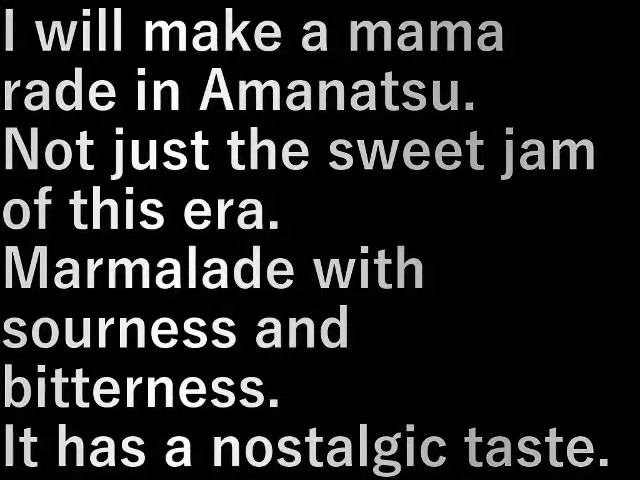 I will make a mama
rade in Amanatsu.
Not just the sweet jam
of this era.
Marmalade with
sourness and
bitterness.
It has a nostalgic taste.